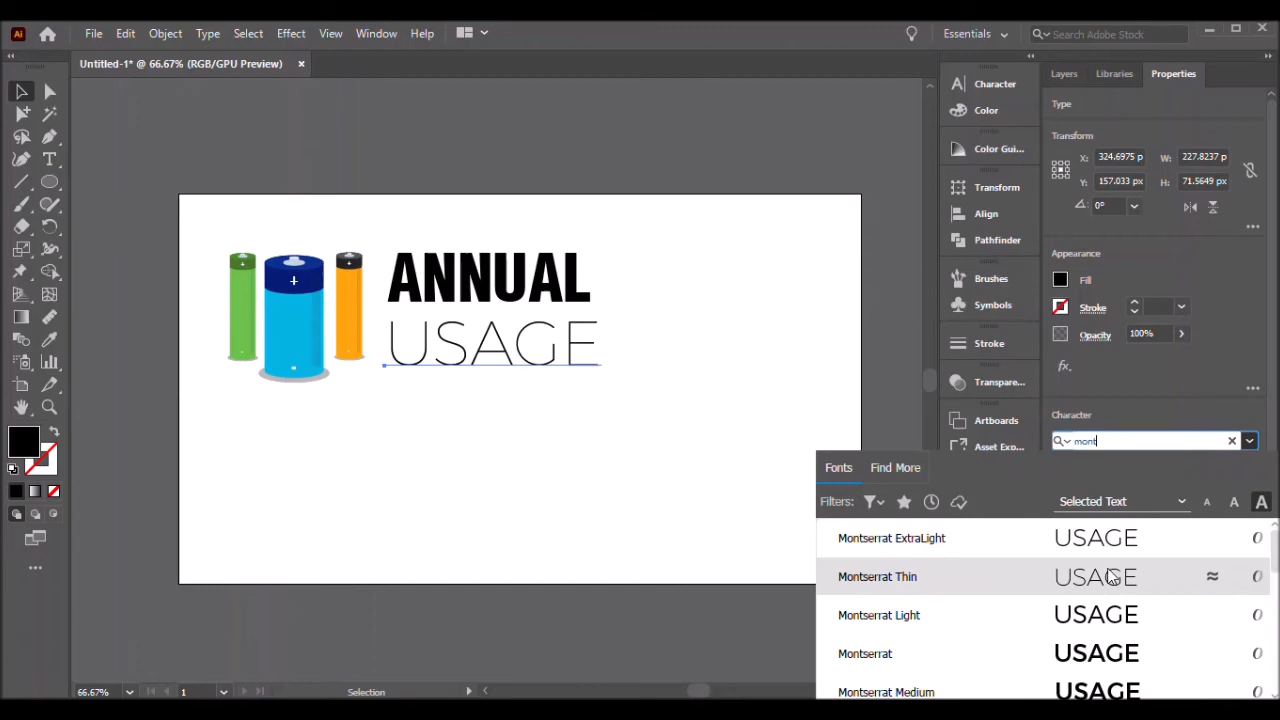 Ai
File Edit Object Type Select Effect View Window Help
Essentials
Search Adobe Stock
Untitled-1* @ 66.67% (RGB/GPU Preview) ×
Layers Libraries Properties
Character
Color
Color Gui...
Transform
Align
Pathfinder
Brushes
Symbols
Stroke
Transpare...
Artboards
Asset Exp...
Type
Transform
X: 324.6975 p W: 227.8237 p
Y: 157.033 px H: 71.5649 px
0°
Appearance
Fill
Stroke
Opacity 100%
fx.
Character
mont
ANNUAL
USAGE
Fonts Find More
Filters: Selected Text A A A
Montserrat ExtraLight USAGE
Montserrat Thin USAGE
Montserrat Light USAGE
Montserrat USAGE
Montserrat Medium USAGE
66.67% 1 Selection